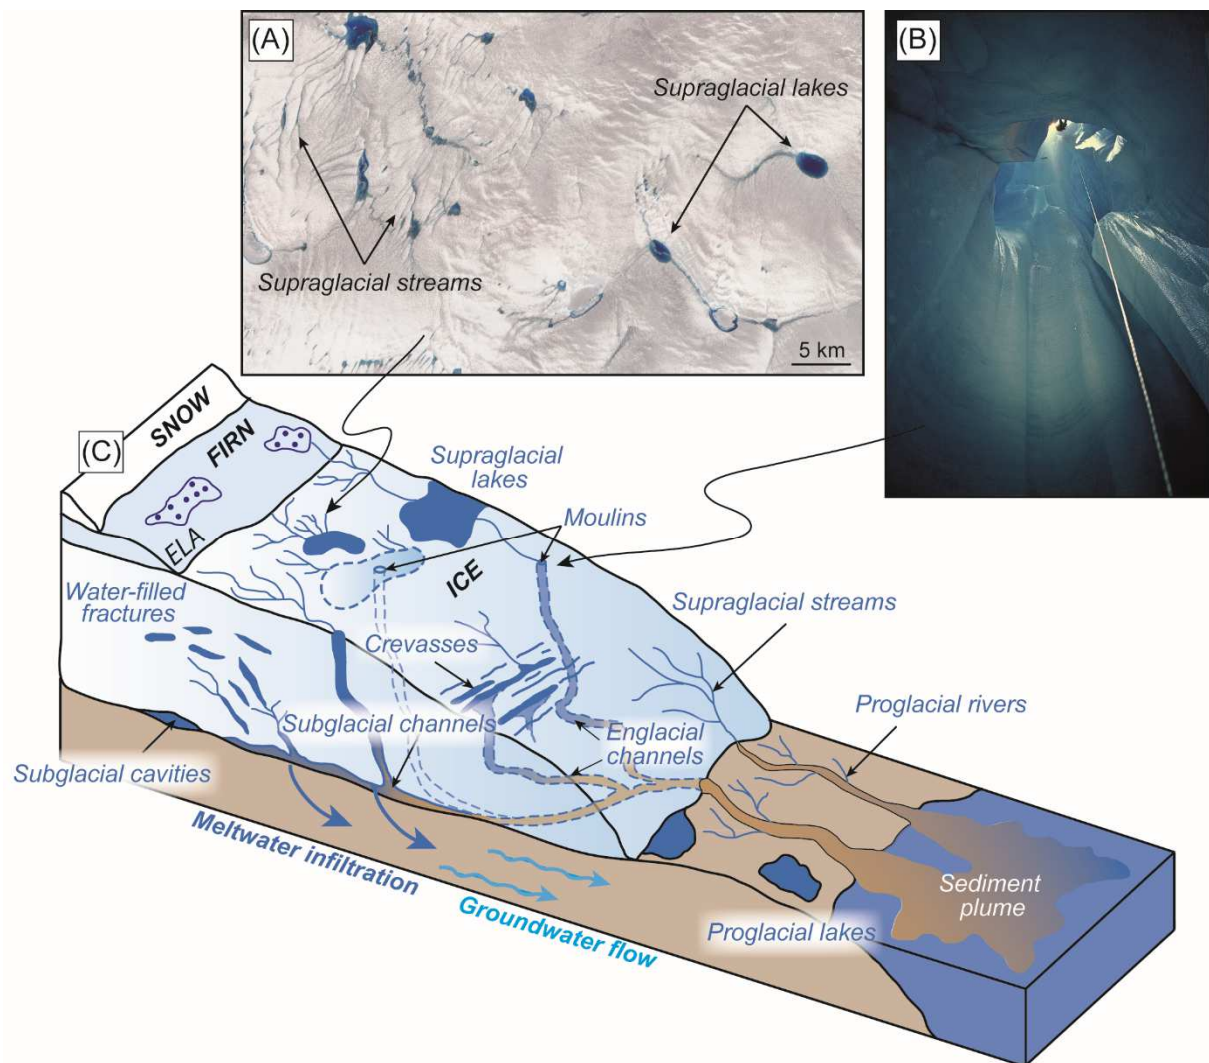 (A)
Supraglacial lakes
Supraglacial streams
5 km
(B)
(C)
SNOW
FIRN
ELA
Supraglacial
lakes
Moulins
ICE
Water-filled
fractures
Crevasses
Supraglacial streams
Subglacial channels
Englacial
channels
Proglacial rivers
Subglacial cavities
Meltwater infiltration
Groundwater flow
Proglacial lakes
Sediment
plume